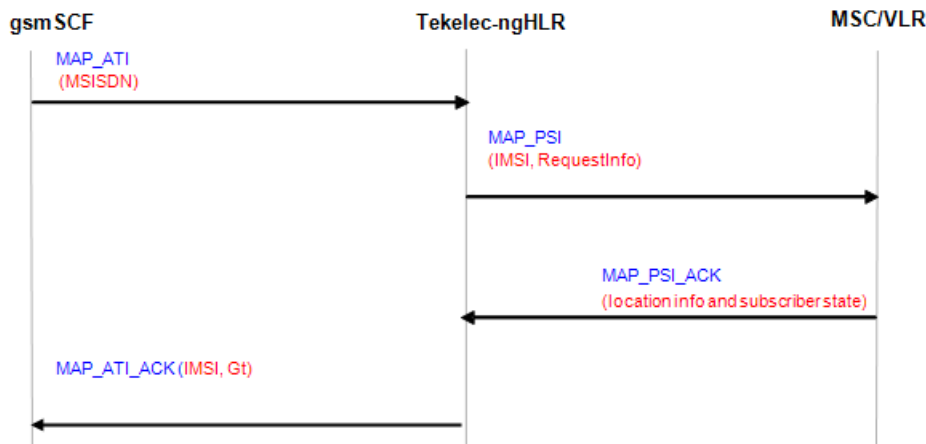 gsmSCF Tekelec-ngHLR MSC/VLR
MAP_ATI
(MSISDN)
MAP_PSI
(IMSI, RequestInfo)
MAP_PSI_ACK
(location info and subscriber state)
MAP_ATI_ACK (IMSI, Gt)